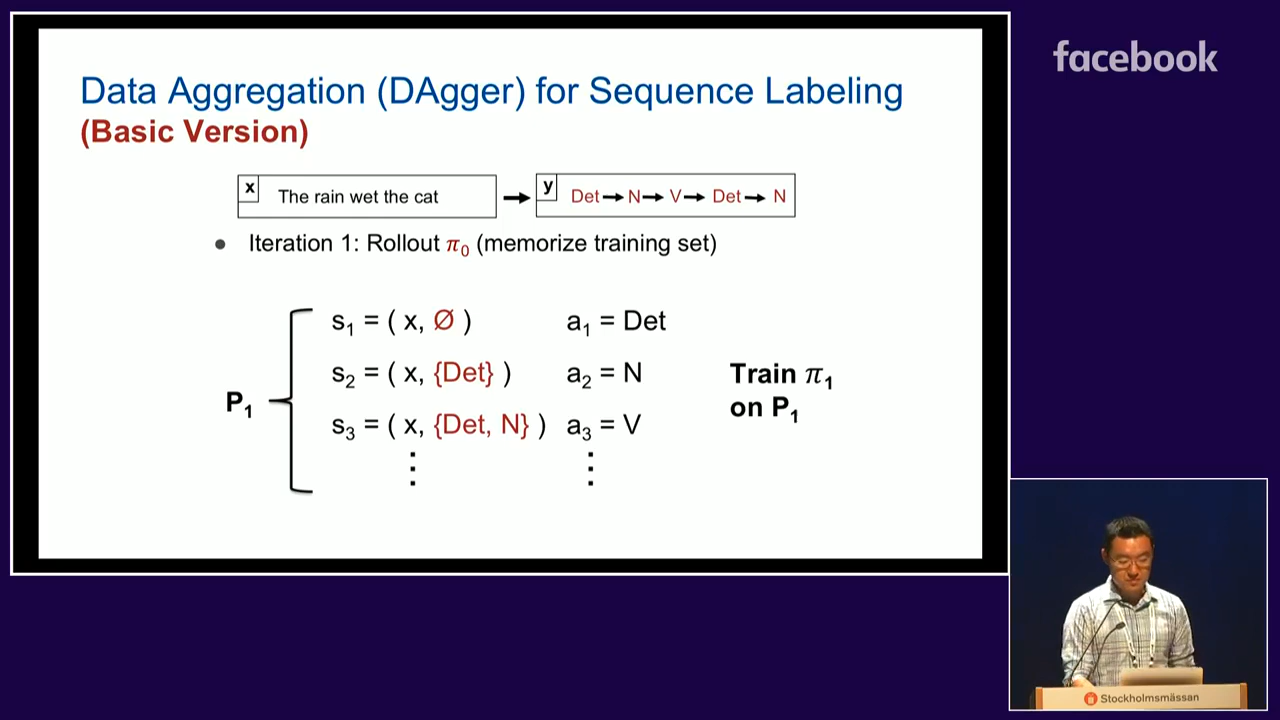 facebook
Data Aggregation (DAgger) for Sequence Labeling
(Basic Version)
x The rain wet the cat
y Det → N → V → Det → N
● Iteration 1: Rollout π₀ (memorize training set)
s₁ = ( x, Ø ) a₁ = Det
s₂ = ( x, {Det} ) a₂ = N
s₃ = ( x, {Det, N} ) a₃ = V
P₁
Train π₁
on P₁
Stockholmsmässan